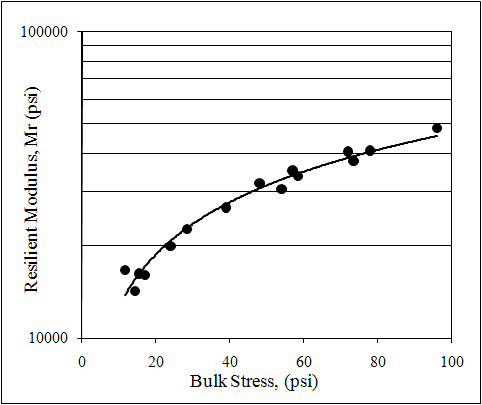 100000
Resilient Modulus, Mr (psi)
10000
0 20 40 60 80 100
Bulk Stress, (psi)